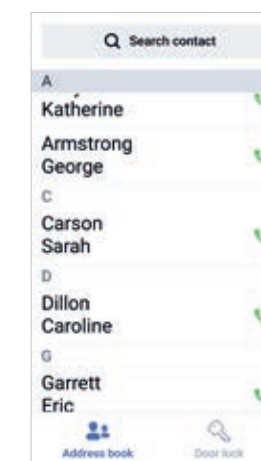 Search contact
A
Katherine
Armstrong
George
C
Carson
Sarah
D
Dillon
Caroline
G
Garrett
Eric
Address book
Door lock